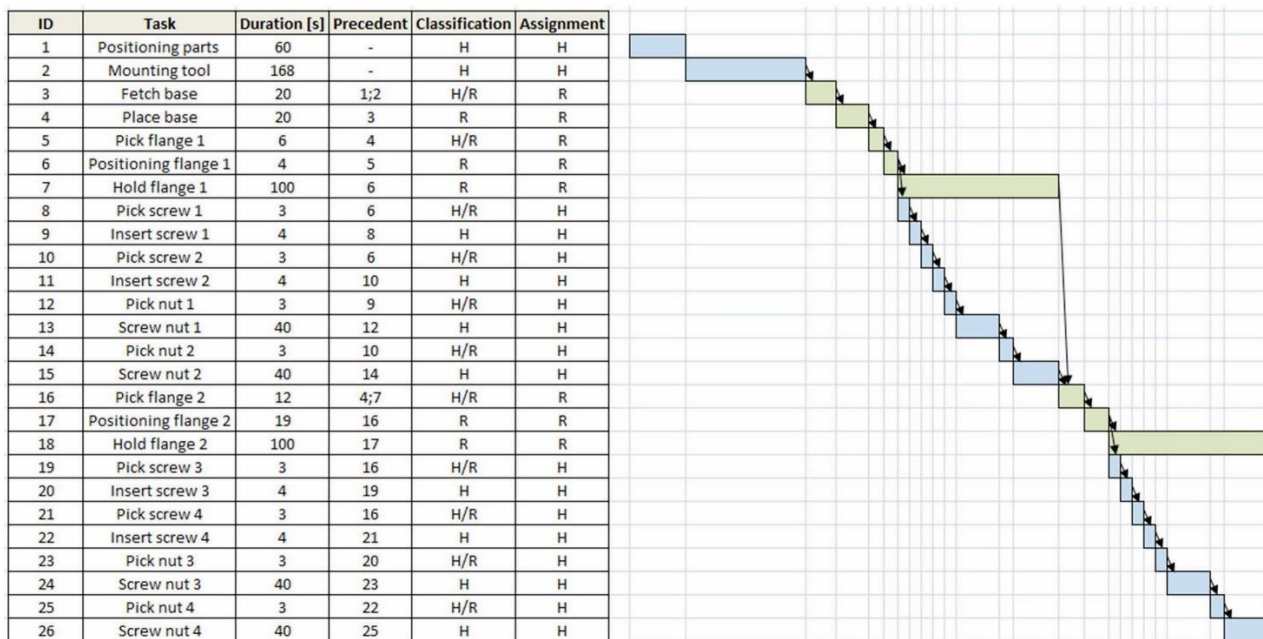 ID Task Duration [s] Precedent Classification Assignment
1 Positioning parts 60 - H H
2 Mounting tool 168 - H H
3 Fetch base 20 1;2 H/R R
4 Place base 20 3 R R
5 Pick flange 1 6 4 H/R R
6 Positioning flange 1 4 5 R R
7 Hold flange 1 100 6 R R
8 Pick screw 1 3 6 H/R H
9 Insert screw 1 4 8 H H
10 Pick screw 2 3 6 H/R H
11 Insert screw 2 4 10 H H
12 Pick nut 1 3 9 H/R H
13 Screw nut 1 40 12 H H
14 Pick nut 2 3 10 H/R H
15 Screw nut 2 40 14 H H
16 Pick flange 2 12 4;7 H/R R
17 Positioning flange 2 19 16 R R
18 Hold flange 2 100 17 R R
19 Pick screw 3 3 16 H/R H
20 Insert screw 3 4 19 H H
21 Pick screw 4 3 16 H/R H
22 Insert screw 4 4 21 H H
23 Pick nut 3 3 20 H/R H
24 Screw nut 3 40 23 H H
25 Pick nut 4 3 22 H/R H
26 Screw nut 4 40 25 H H